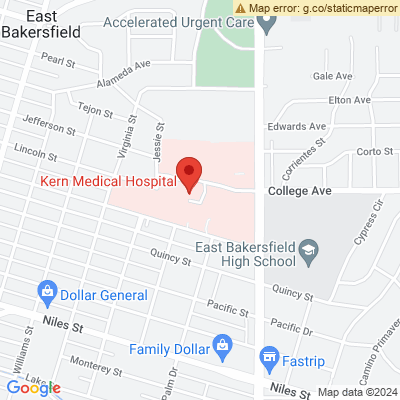 Map error: g.co/staticmaperror
East
Bakersfield
Accelerated Urgent Care
Pearl St
Gale Ave
Alameda Ave
Elton Ave
Tejon St
Jefferson St
Virginia St
Jessie St
Edwards Ave
Corrientes St
Corto St
Lincoln St
Kern Medical Hospital
College Ave
Cypress Cir
East Bakersfield
High School
Quincy St
Quincy St
Dollar General
Pacific St
Niles St
Pacific Dr
Williams St
Family Dollar
Fastrip
Camino Primavera
Monterey St
Palm Dr
Lake
Niles St
Google
Map data ©2024